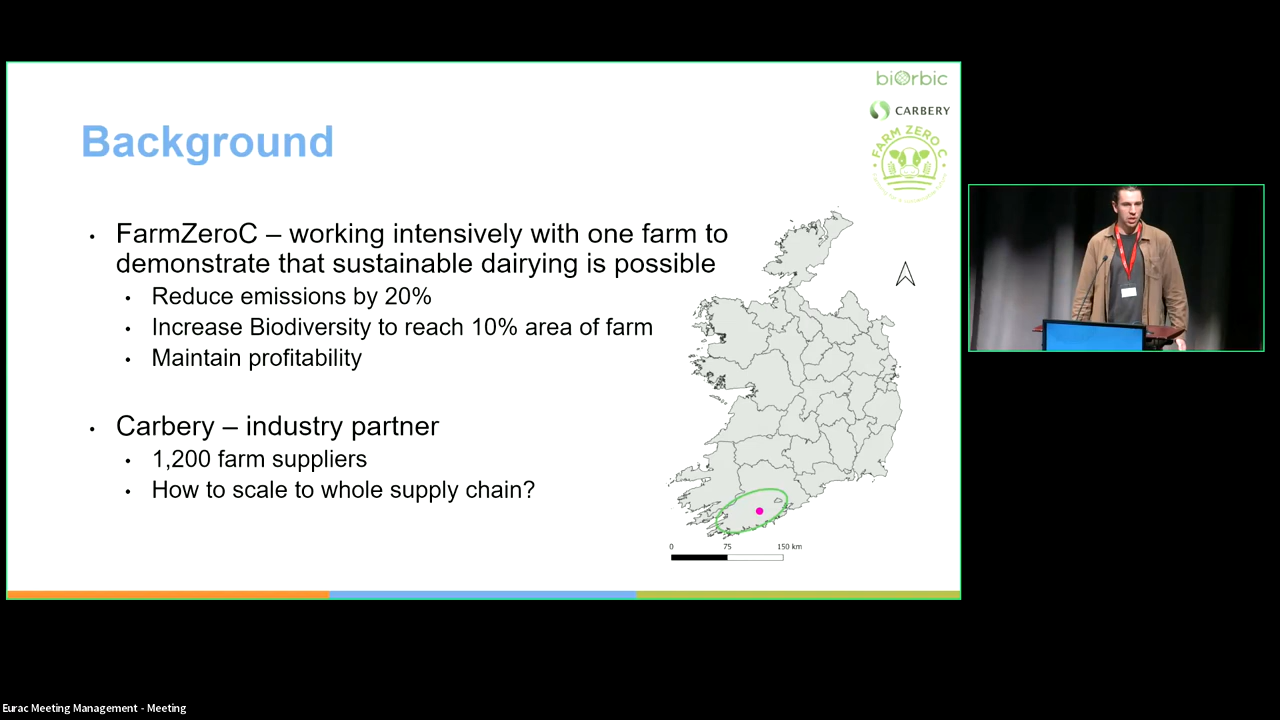 biOrbic
CARBERY
FARM ZERO C
Background
• FarmZeroC – working intensively with one farm to
demonstrate that sustainable dairying is possible
• Reduce emissions by 20%
• Increase Biodiversity to reach 10% area of farm
• Maintain profitability
• Carbery – industry partner
• 1,200 farm suppliers
• How to scale to whole supply chain?
0 75 150 km
Eurac Meeting Management - Meeting